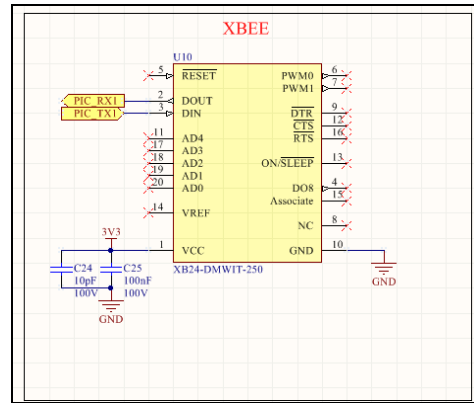 XBEE
U10
5 RESET PWM0 6
PWM1 7
PIC_RX1 2 DOUT DTR 9
PIC_TX1 3 DIN CTS 12
RTS 16
11 AD4
17 AD3
18 AD2 ON/SLEEP 13
19 AD1
20 AD0 DO8 4
Associate 15
14 VREF
NC 8
3V3
1 VCC GND 10
XB24-DMWIT-250
C24 C25
10pF 100nF
100V 100V
GND
GND